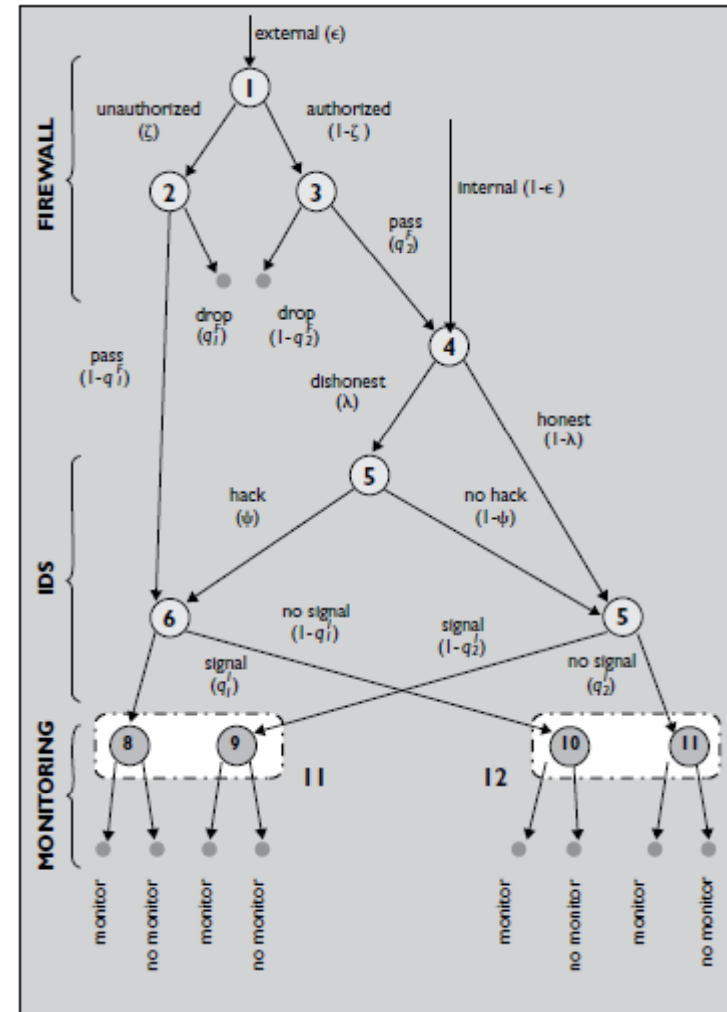 external (ϵ)
1
unauthorized
(ζ)
authorized
(1-ζ )
FIREWALL
2
3
internal (1-ϵ)
pass
(q₂ᶠ)
drop
(q₁ᶠ)
drop
(1-q₂ᶠ)
4
pass
(1-q₁ᶠ)
dishonest
(λ)
honest
(1-λ)
5
hack
(ψ)
no hack
(1-ψ)
IDS
6
no signal
(1-q₁ᴵ)
signal
(1-q₂ᴵ)
5
signal
(q₁ᴵ)
no signal
(q₂ᴵ)
MONITORING
8
9
11
12
10
11
monitor
no monitor
monitor
no monitor
monitor
no monitor
monitor
no monitor